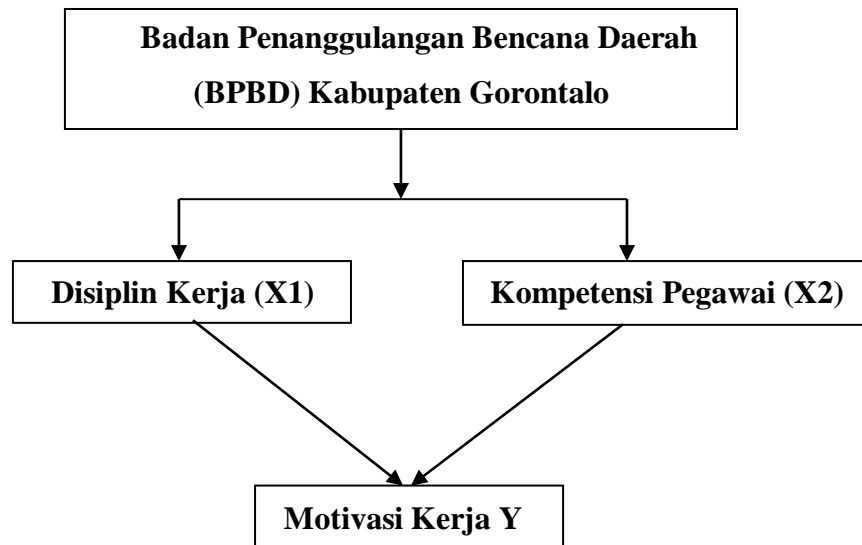 Badan Penanggulangan Bencana Daerah
(BPBD) Kabupaten Gorontalo
Disiplin Kerja (X1)
Kompetensi Pegawai (X2)
Motivasi Kerja Y